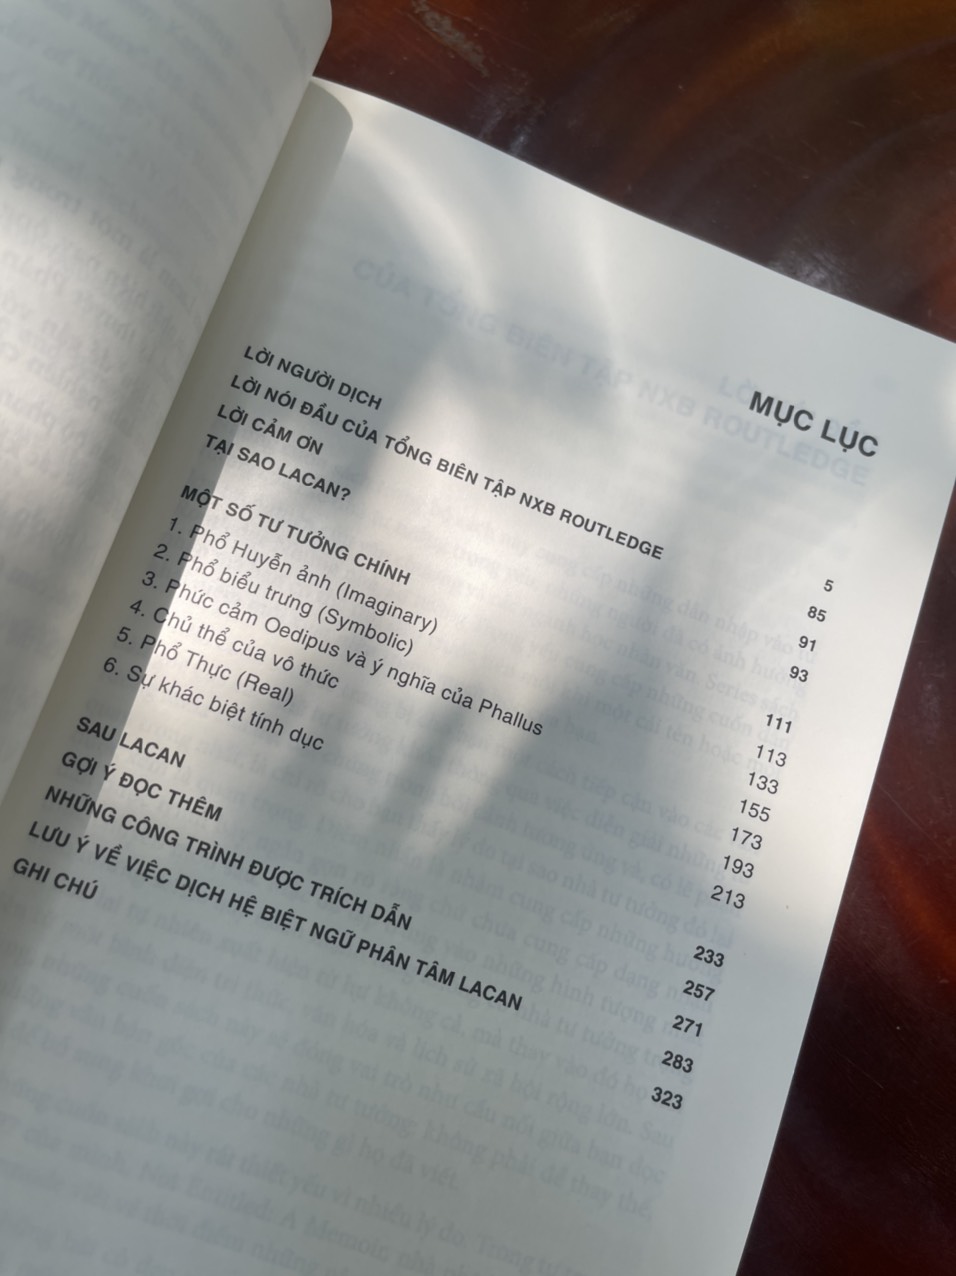 MỤC LỤC
LỜI NGƯỜI DỊCH 5
LỜI NÓI ĐẦU CỦA TỔNG BIÊN TẬP NXB ROUTLEDGE 85
LỜI CẢM ƠN 91
TẠI SAO LACAN? 93
MỘT SỐ TƯ TƯỞNG CHÍNH 111
1. Phổ Huyễn ảnh (Imaginary) 113
2. Phổ biểu trưng (Symbolic) 133
3. Phức cảm Oedipus và ý nghĩa của Phallus 155
4. Chủ thể của vô thức 173
5. Phổ Thực (Real) 193
6. Sự khác biệt tính dục 213
SAU LACAN 233
GỢI Ý ĐỌC THÊM 257
NHỮNG CÔNG TRÌNH ĐƯỢC TRÍCH DẪN 271
LƯU Ý VỀ VIỆC DỊCH HỆ BIỆT NGỮ PHÂN TÂM LACAN 283
GHI CHÚ 323